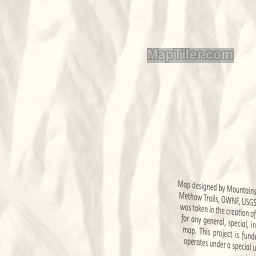 MapTiler.com
Map designed by Mountains
Methow Trails, OWNF, USGS
was taken in the creation of
for any general, special, in
map. This project is fund
operates under a special u